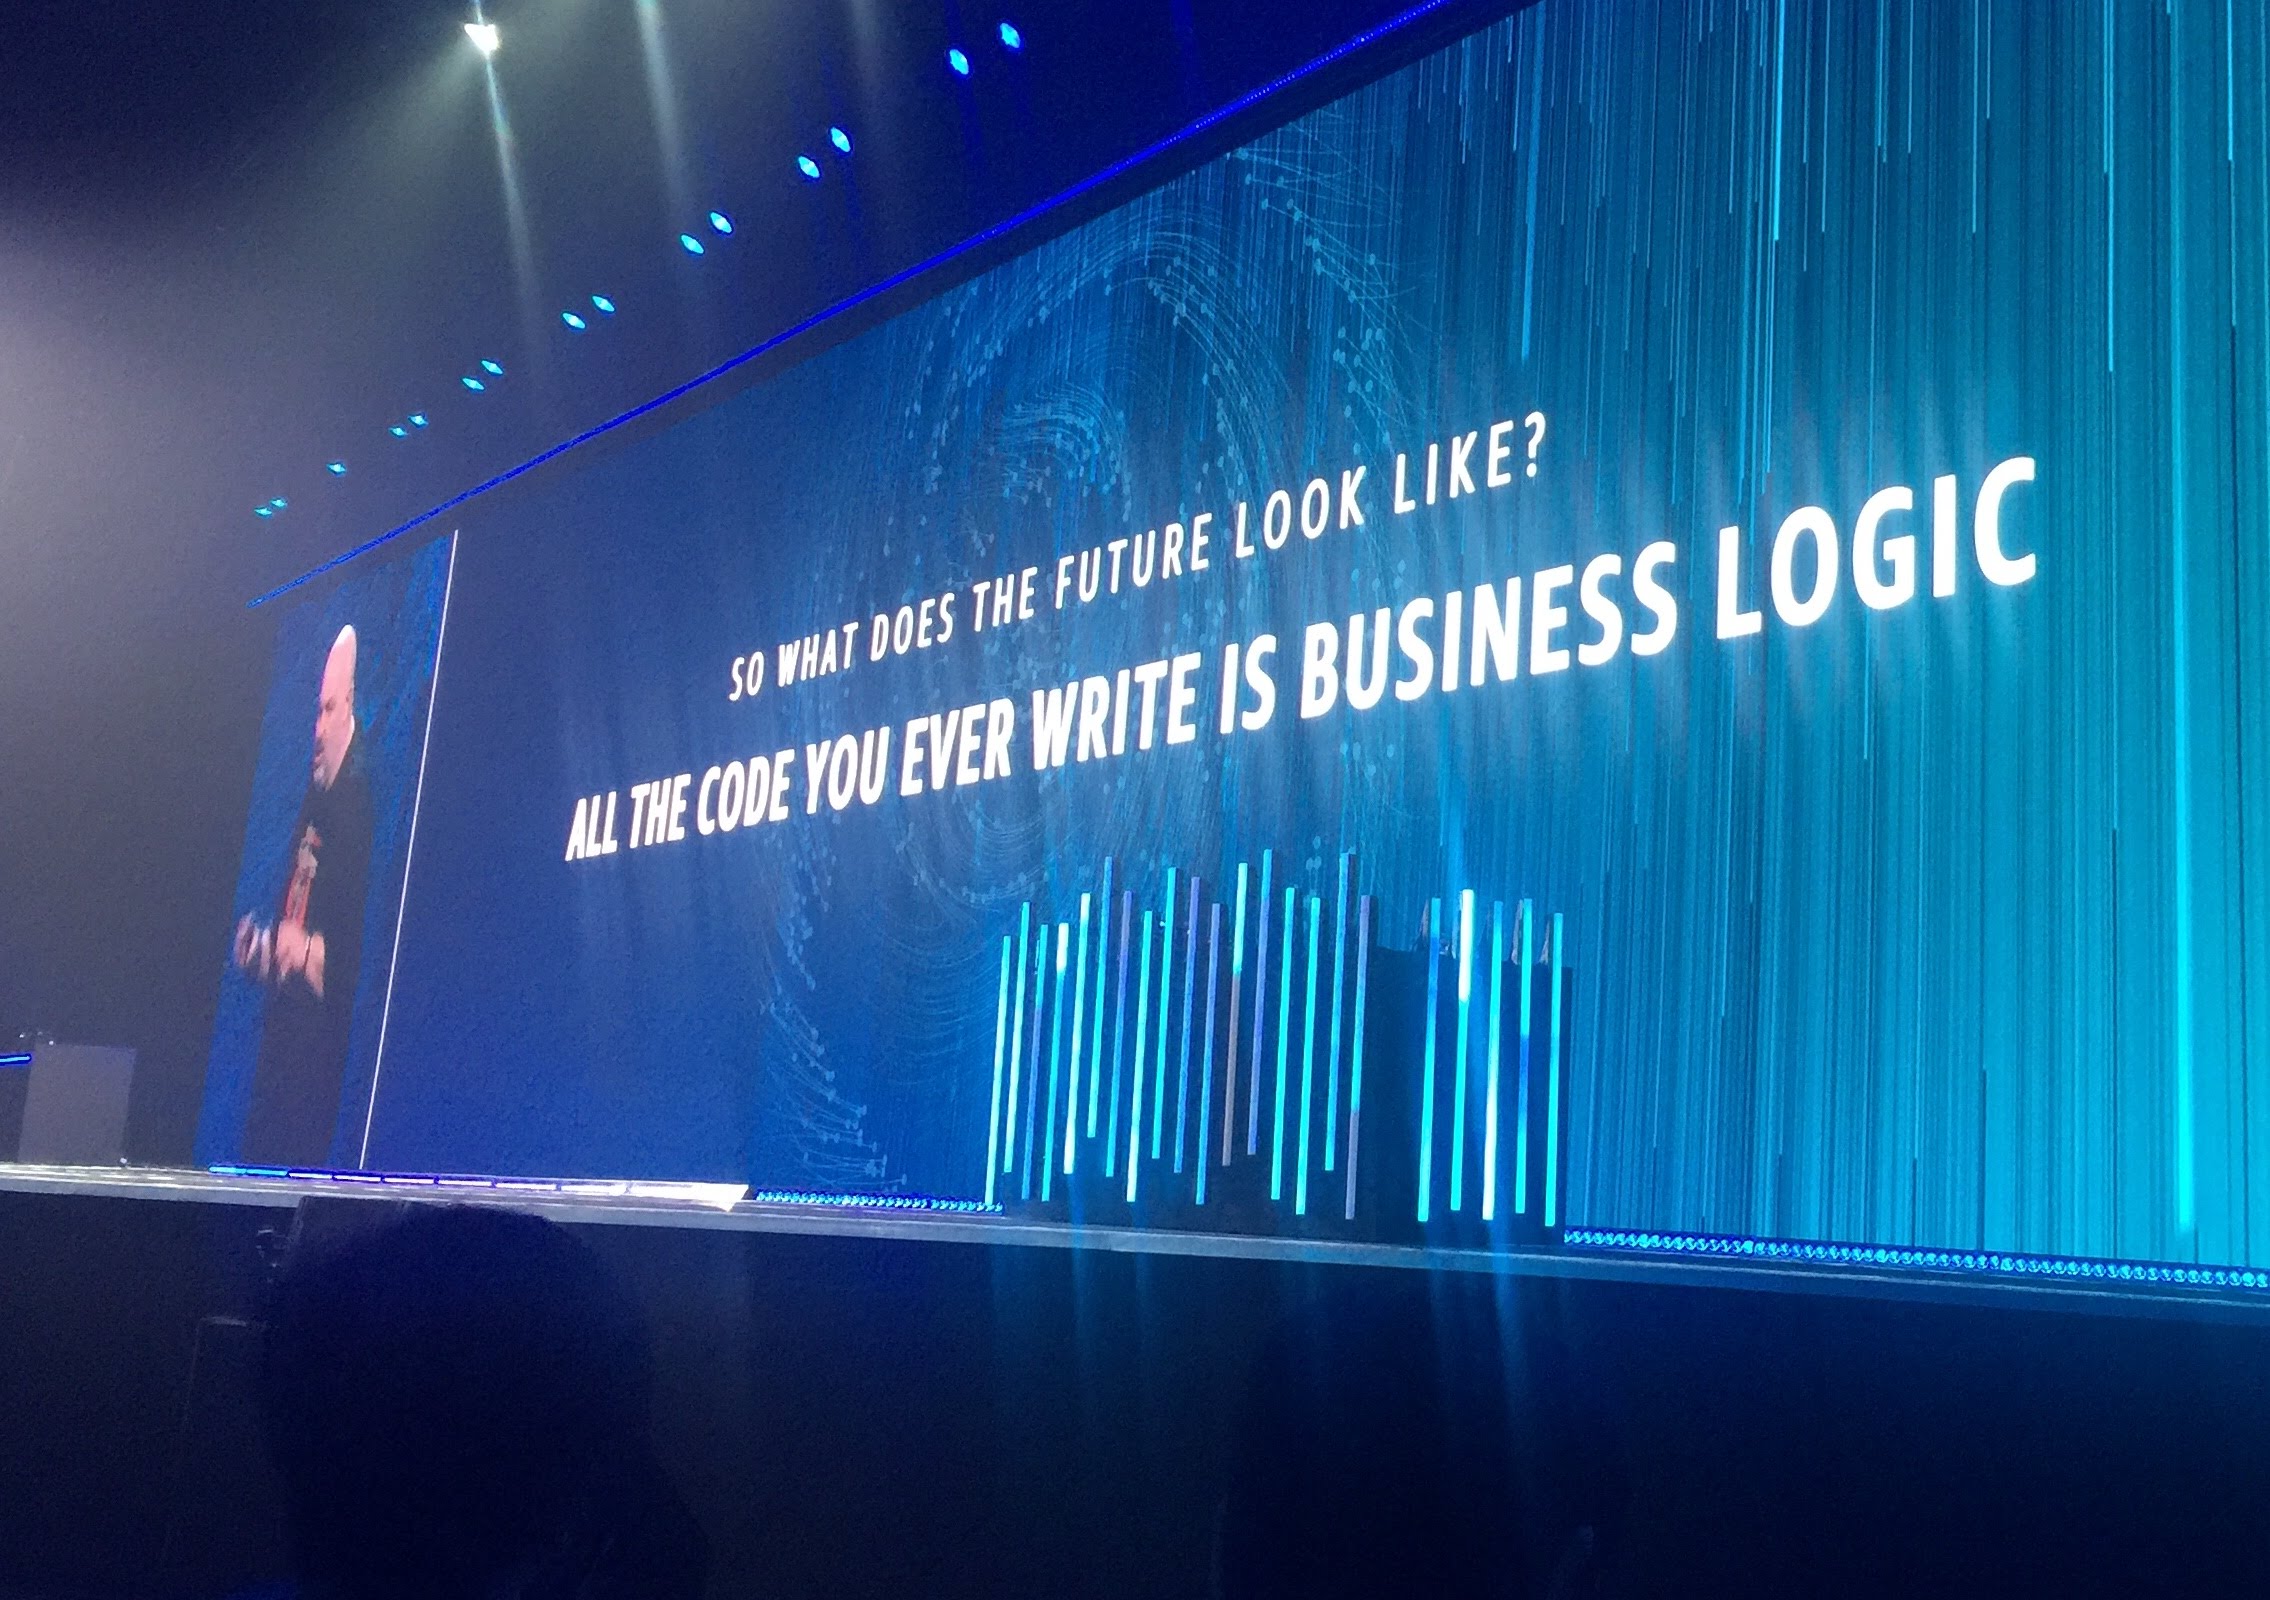 SO WHAT DOES THE FUTURE LOOK LIKE?
ALL THE CODE YOU EVER WRITE IS BUSINESS LOGIC